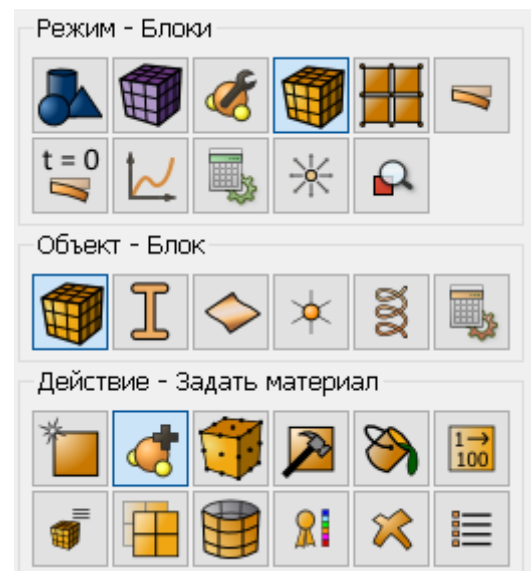 Режим - Блоки
t = 0
Объект - Блок
Действие - Задать материал
1→
100